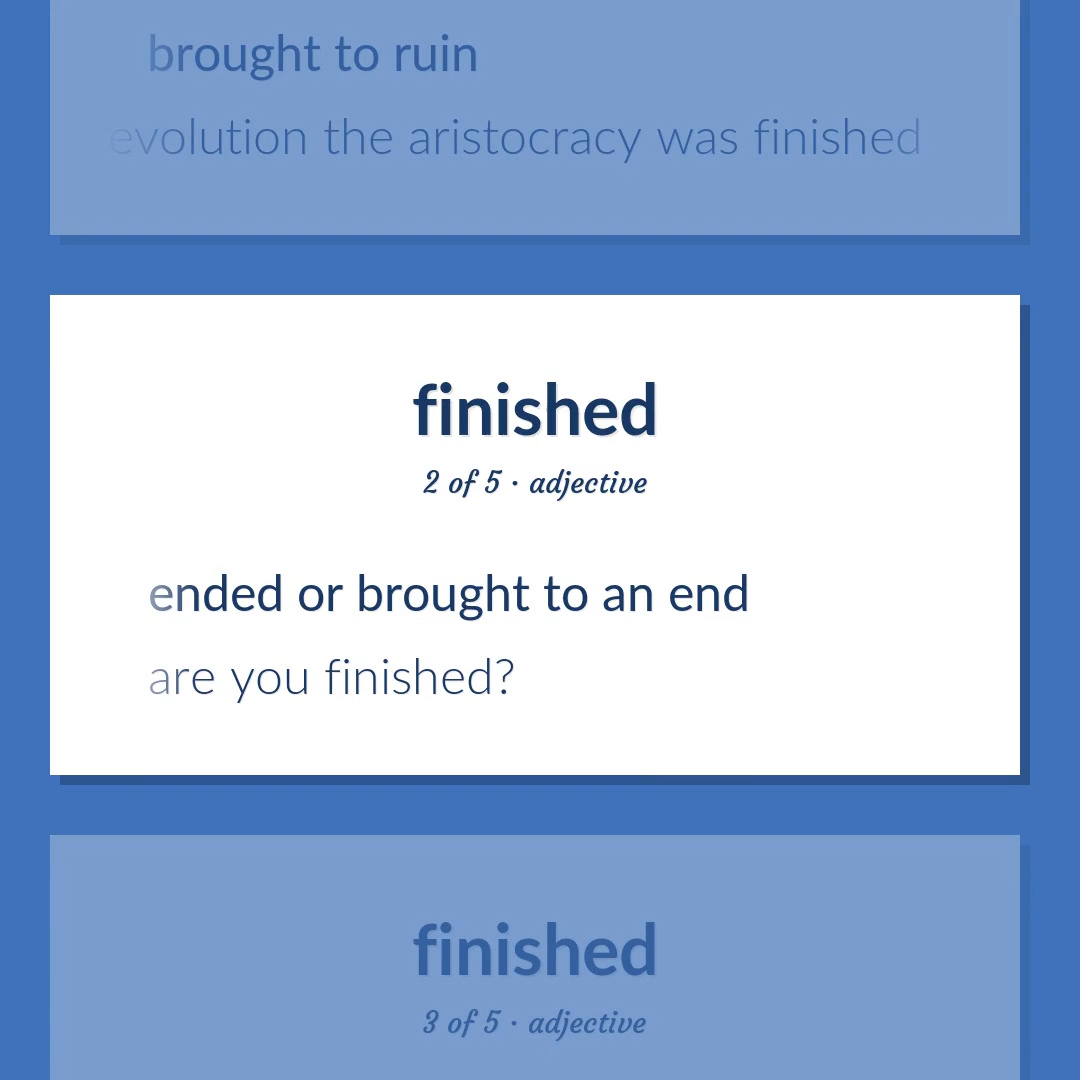 brought to ruin
evolution the aristocracy was finished
finished
2 of 5 · adjective
ended or brought to an end
are you finished?
finished
3 of 5 · adjective